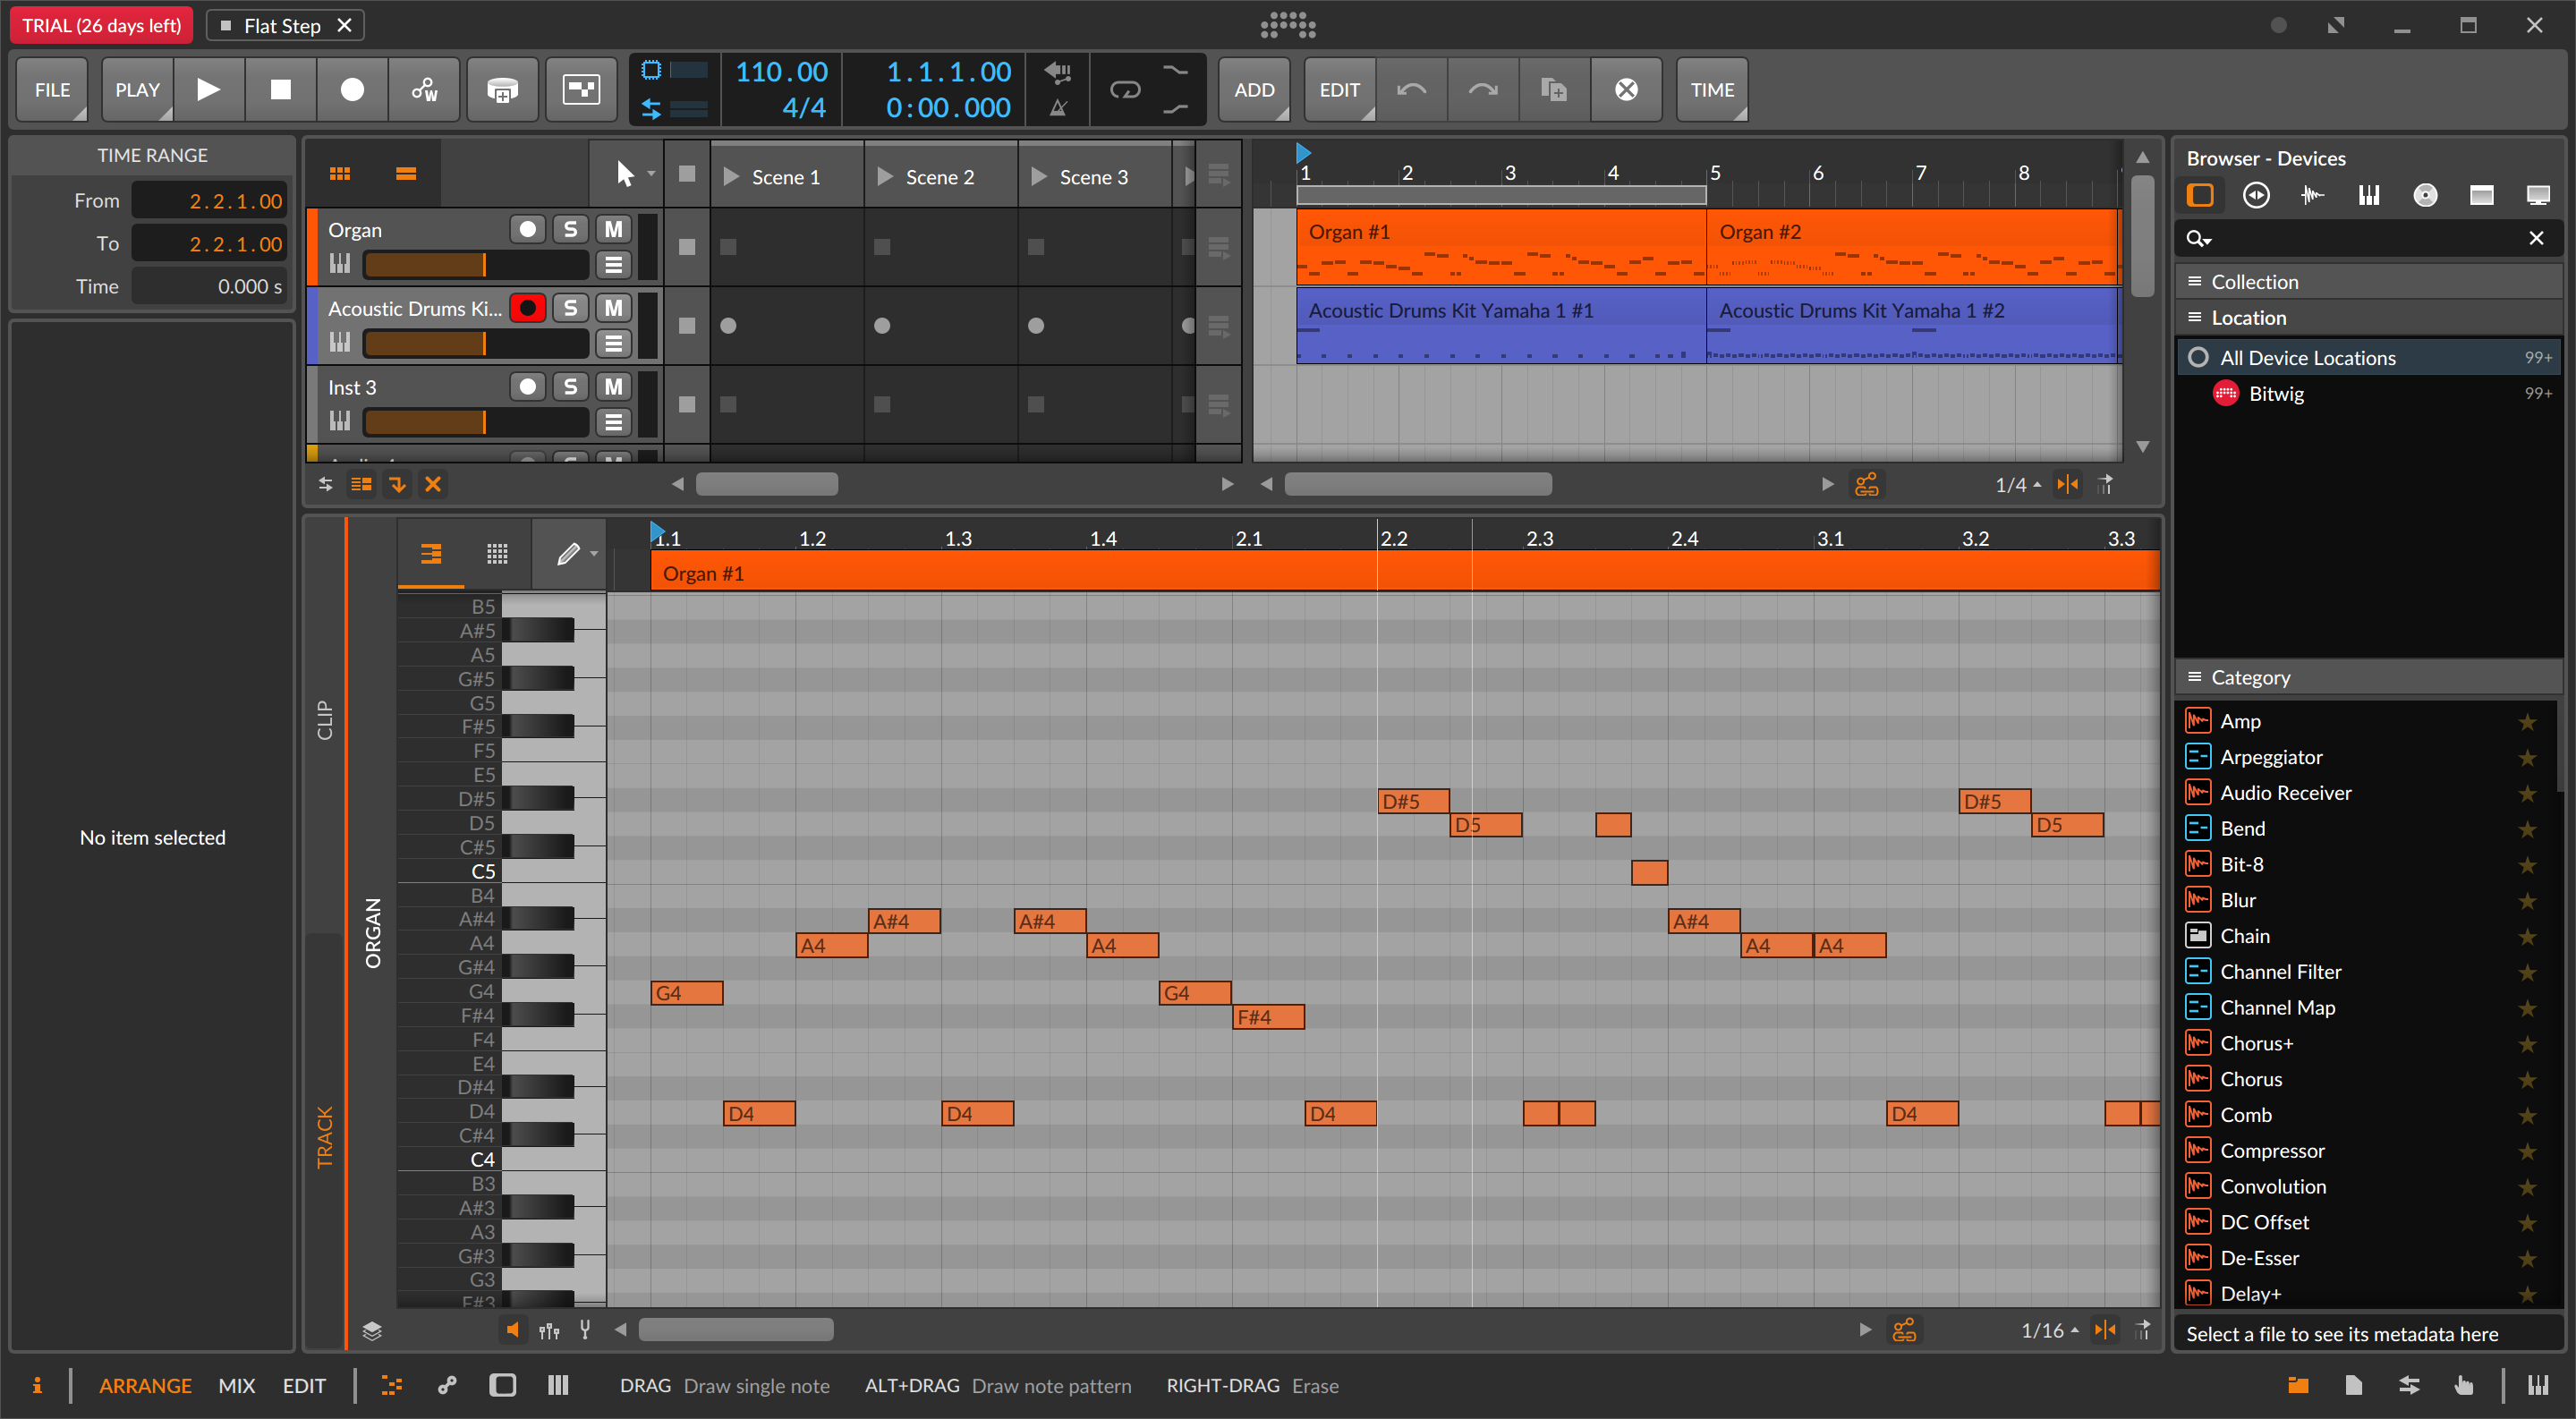 TRIAL (26 days left)
Flat Step
FILE
PLAY
W
110.00
4/4
1.1.1.00
0:00.000
ADD
EDIT
TIME
TIME RANGE
From 2.2.1.00
To 2.2.1.00
Time 0.000 s
No item selected
Scene 1
Scene 2
Scene 3
Organ
S M
Acoustic Drums Ki...
S M
Inst 3
S M
1 2 3 4 5 6 7 8
Organ #1
Organ #2
Acoustic Drums Kit Yamaha 1 #1
Acoustic Drums Kit Yamaha 1 #2
1/4
CLIP
TRACK
ORGAN
1.1 1.2 1.3 1.4 2.1 2.2 2.3 2.4 3.1 3.2 3.3
Organ #1
B5
A#5
A5
G#5
G5
F#5
F5
E5
D#5 D#5 D#5
D5 D5 D5
C#5
C5
B4
A#4 A#4 A#4 A#4
A4 A4 A4 A4 A4
G#4
G4 G4 G4
F#4 F#4
F4
E4
D#4
D4 D4 D4 D4 D4
C#4
C4
B3
A#3
A3
G#3
G3
F#3
1/16
Browser - Devices
Collection
Location
All Device Locations 99+
Bitwig 99+
Category
Amp
Arpeggiator
Audio Receiver
Bend
Bit-8
Blur
Chain
Channel Filter
Channel Map
Chorus+
Chorus
Comb
Compressor
Convolution
DC Offset
De-Esser
Delay+
Select a file to see its metadata here
i
ARRANGE
MIX
EDIT
DRAG Draw single note
ALT+DRAG Draw note pattern
RIGHT-DRAG Erase